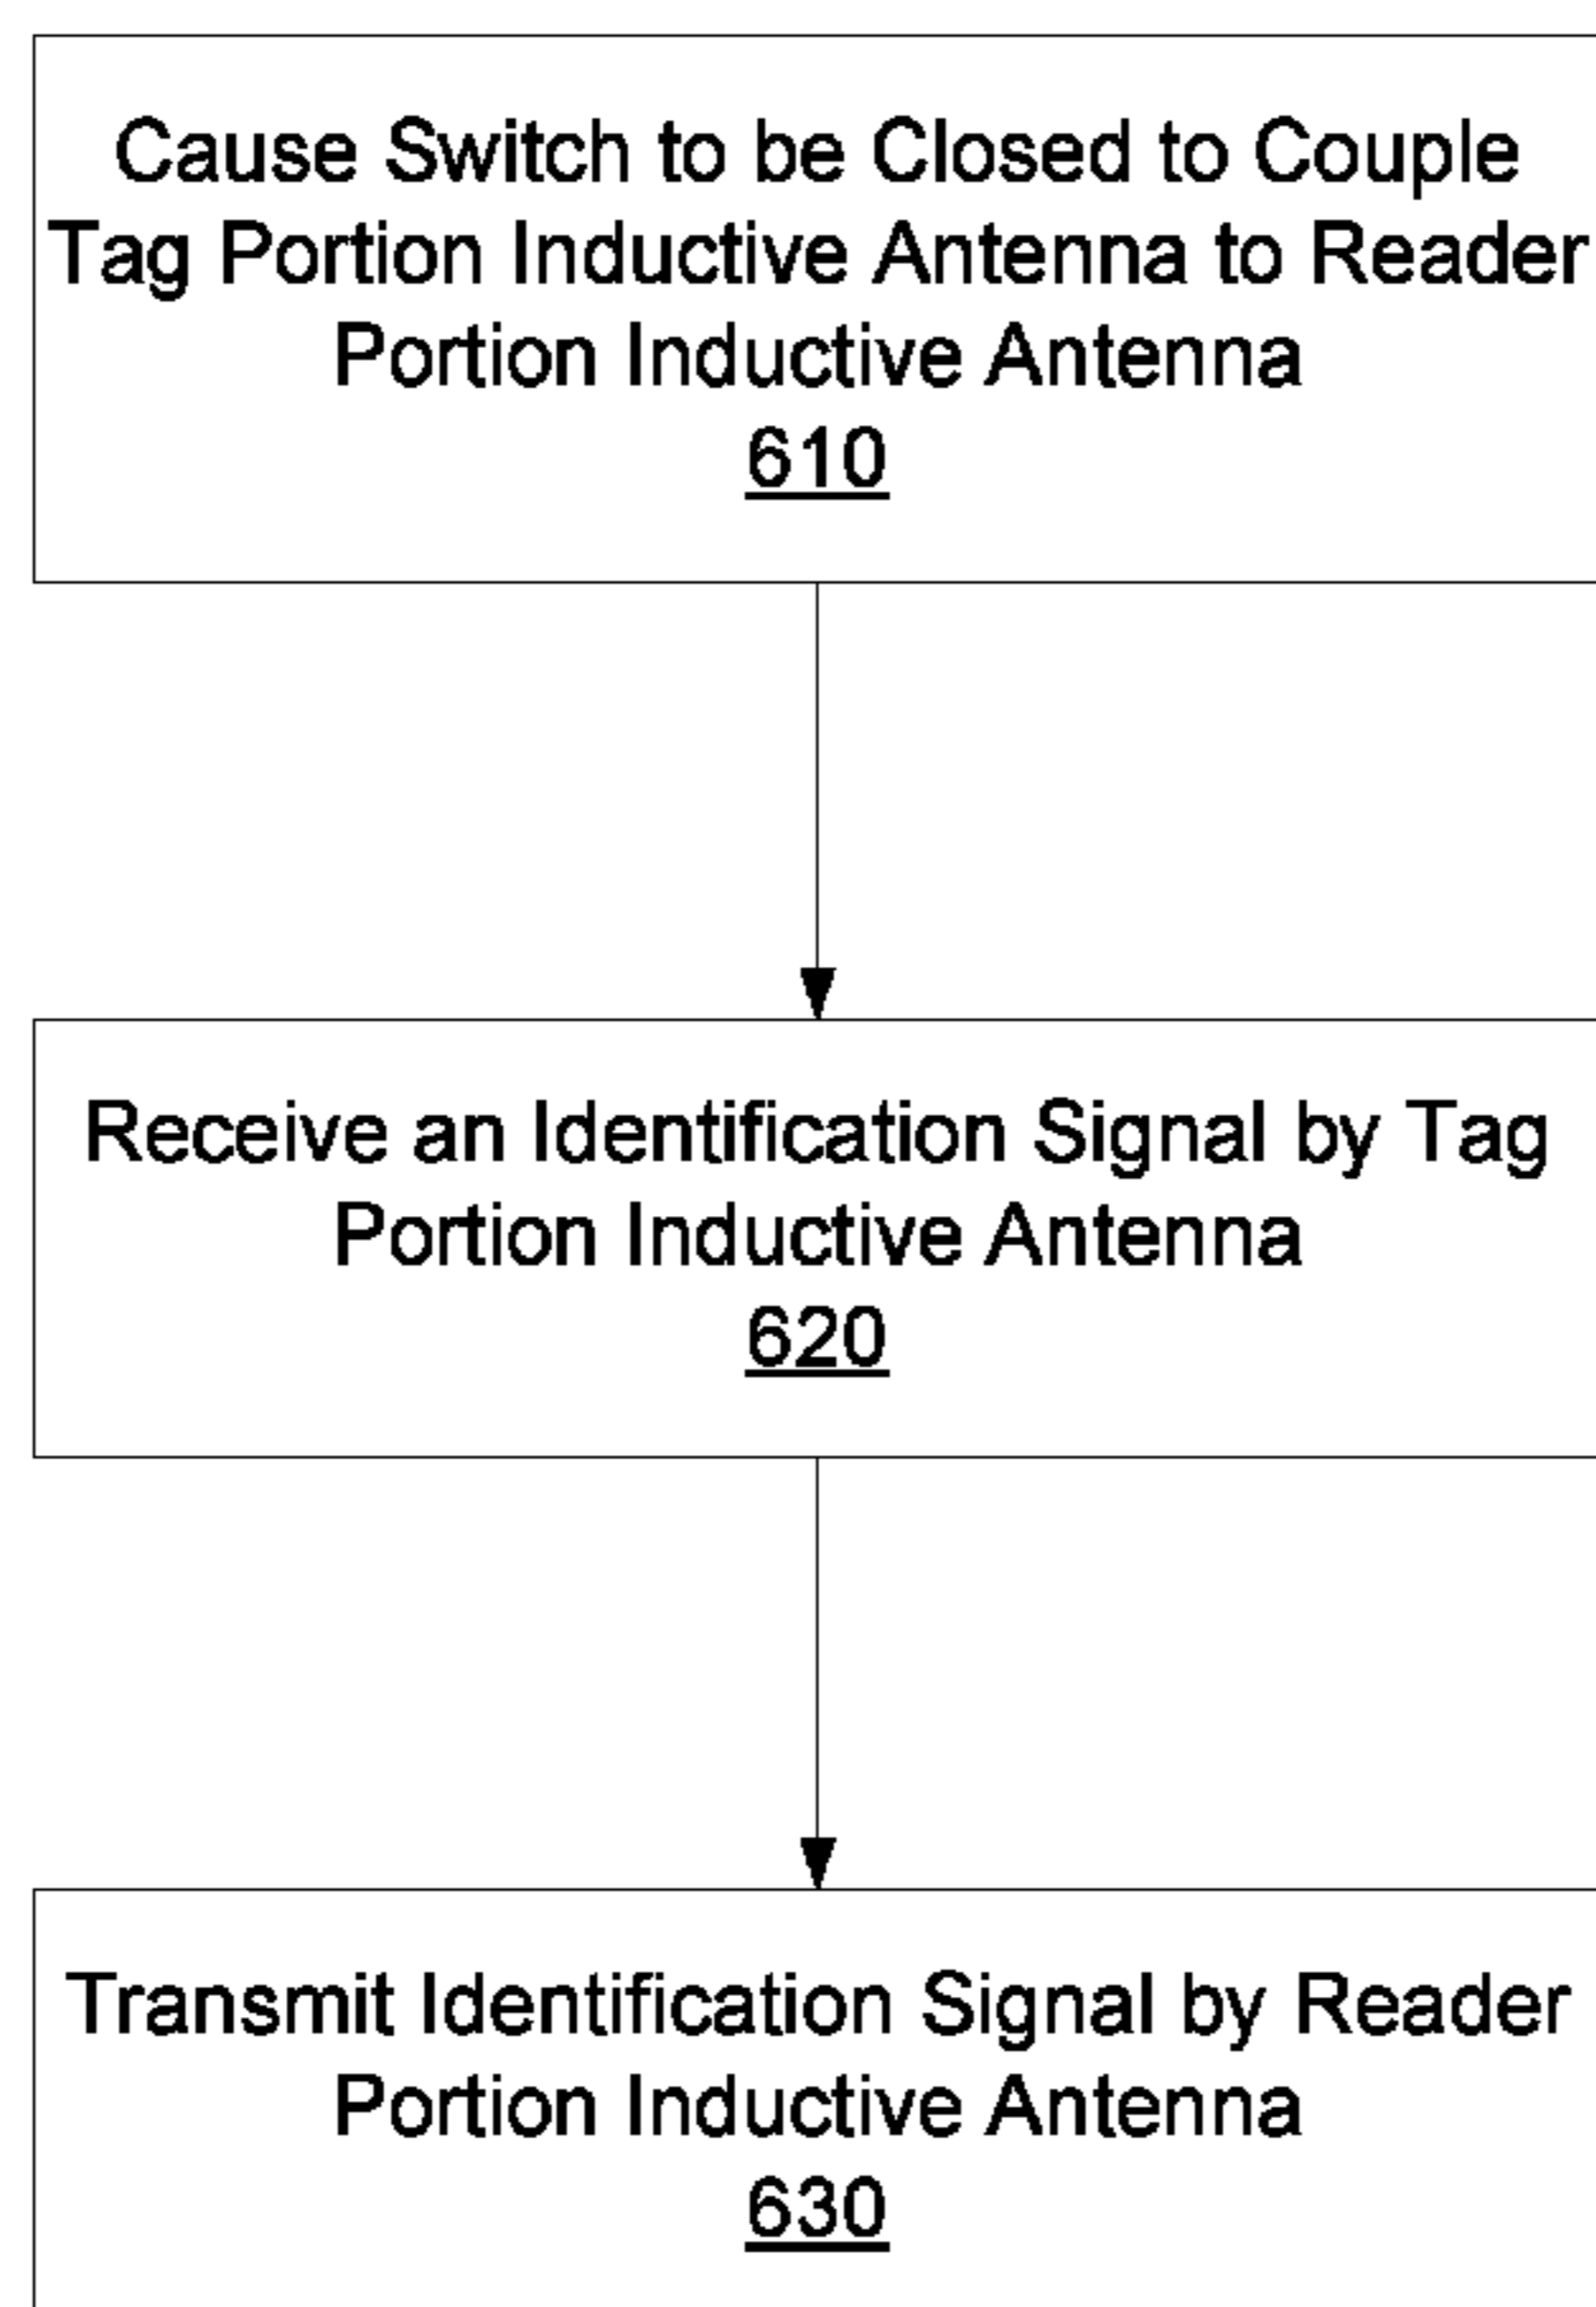 Cause Switch to be Closed to Couple
Tag Portion Inductive Antenna to Reader
Portion Inductive Antenna
610
Receive an Identification Signal by Tag
Portion Inductive Antenna
620
Transmit Identification Signal by Reader
Portion Inductive Antenna
630